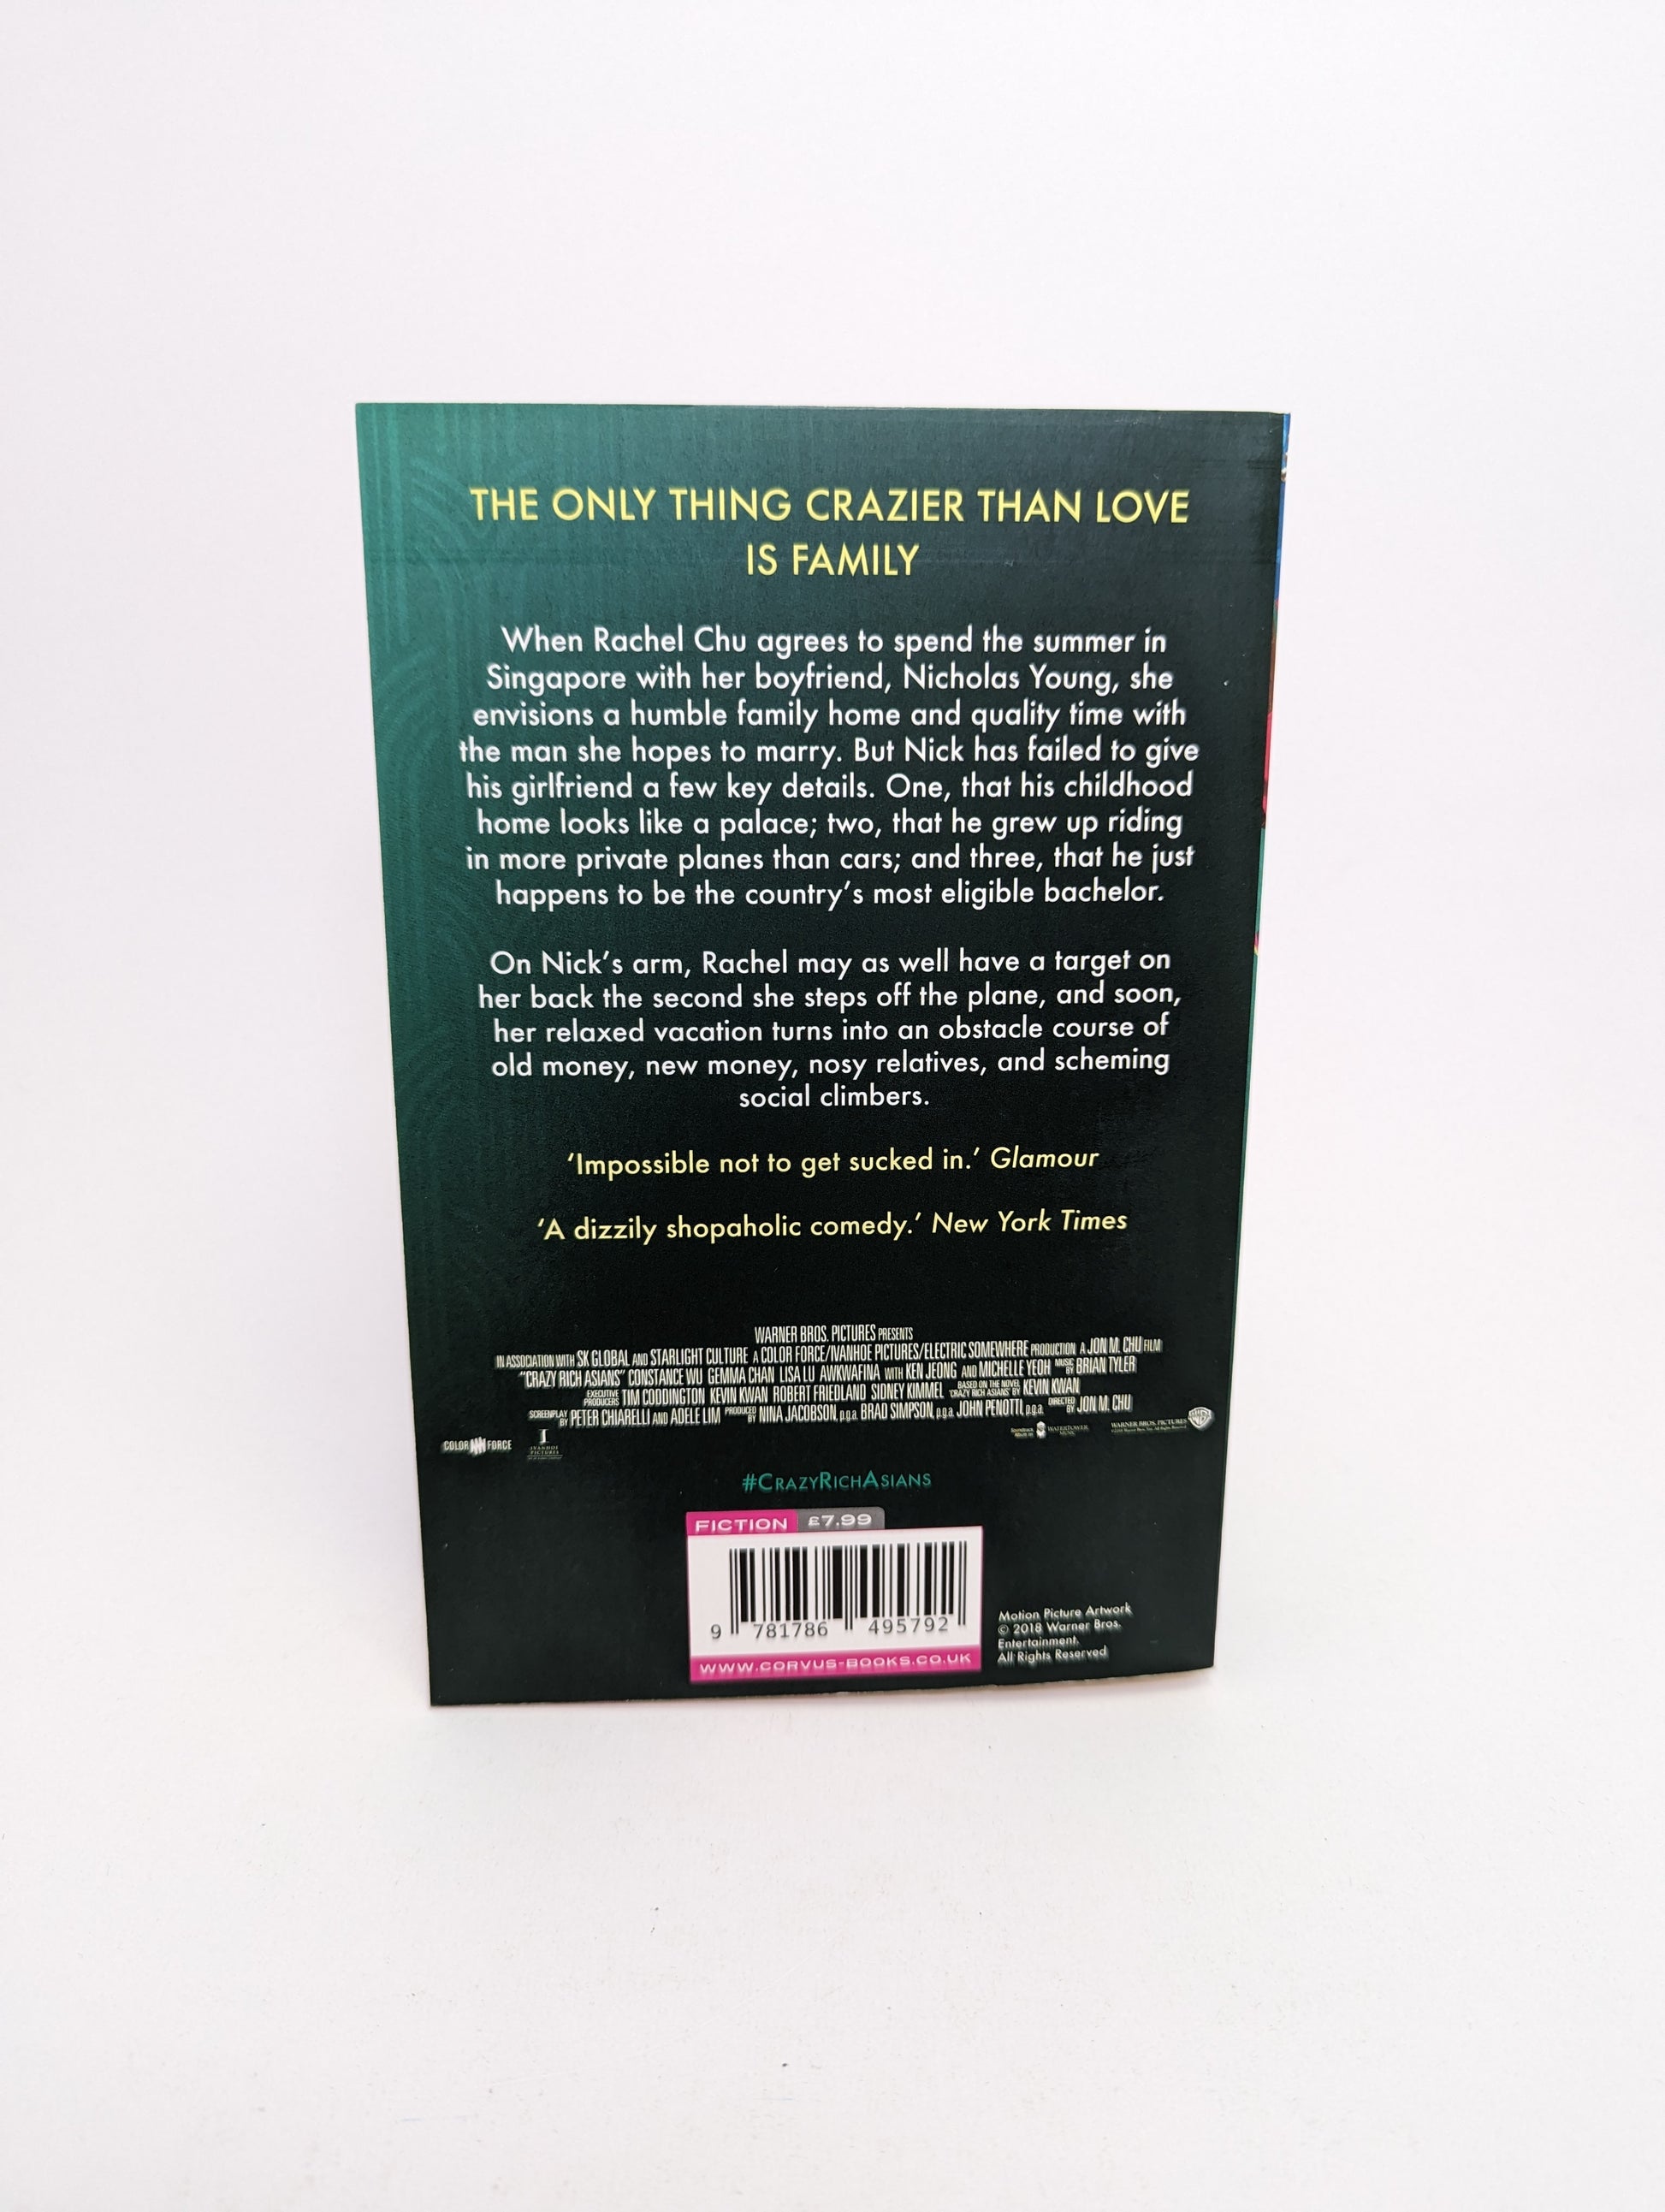 THE ONLY THING CRAZIER THAN LOVE
IS FAMILY
When Rachel Chu agrees to spend the summer in
Singapore with her boyfriend, Nicholas Young, she
envisions a humble family home and quality time with
the man she hopes to marry. But Nick has failed to give
his girlfriend a few key details. One, that his childhood
home looks like a palace; two, that he grew up riding
in more private planes than cars; and three, that he just
happens to be the country’s most eligible bachelor.
On Nick’s arm, Rachel may as well have a target on
her back the second she steps off the plane, and soon,
her relaxed vacation turns into an obstacle course of
old money, new money, nosy relatives, and scheming
social climbers.
‘Impossible not to get sucked in.’ Glamour
‘A dizzily shopaholic comedy.’ New York Times
WARNER BROS. PICTURES PRESENTS
IN ASSOCIATION WITH SK GLOBAL AND STARLIGHT CULTURE A COLOR FORCE/IVANHOE PICTURES/ELECTRIC SOMEWHERE PRODUCTION A JON M. CHU FILM
"CRAZY RICH ASIANS" CONSTANCE WU GEMMA CHAN LISA LU AWKWAFINA WITH KEN JEONG AND MICHELLE YEOH MUSIC BY BRIAN TYLER
EXECUTIVE PRODUCERS TIM CODDINGTON KEVIN KWAN ROBERT FRIEDLAND SIDNEY KIMMEL BASED ON THE NOVEL "CRAZY RICH ASIANS" BY KEVIN KWAN
SCREENPLAY BY PETER CHIARELLI AND ADELE LIM PRODUCED BY NINA JACOBSON, p.g.a. BRAD SIMPSON, p.g.a. JOHN PENOTTI, p.g.a. DIRECTED BY JON M. CHU
COLOR FORCE
IVANHOE PICTURES
WATERTOWER MUSIC
WARNER BROS. PICTURES
#CRAZYRICHASIANS
FICTION £7.99
9 781786 495792
WWW.CORVUS-BOOKS.CO.UK
Motion Picture Artwork
© 2018 Warner Bros.
Entertainment.
All Rights Reserved